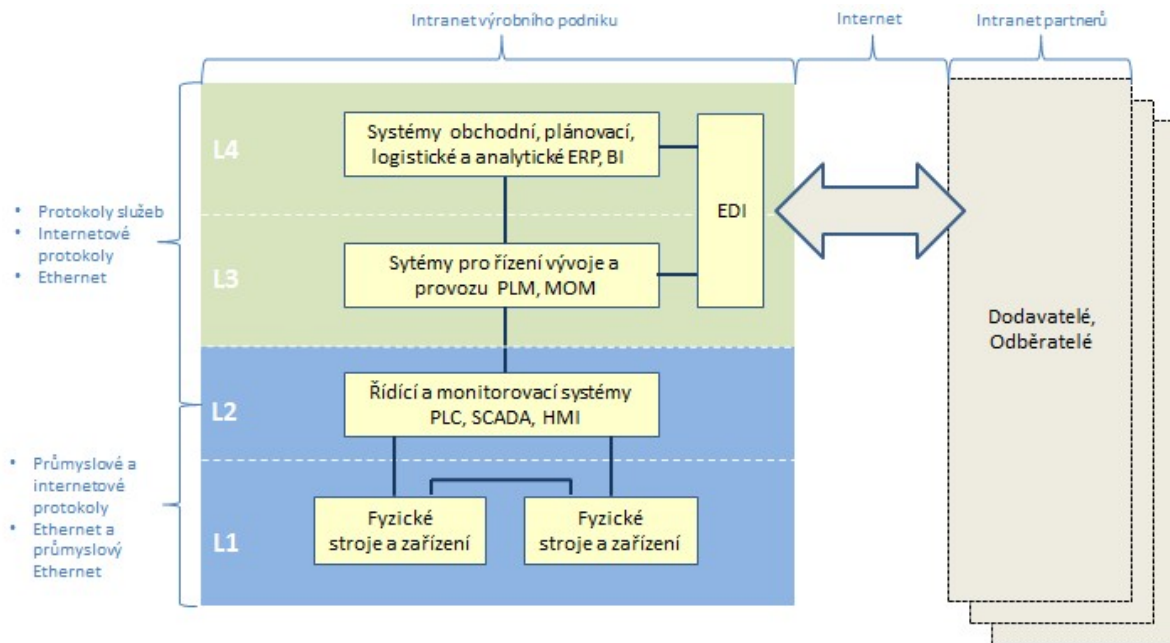 Intranet výrobního podniku
Internet
Intranet partnerů
L4
Systémy obchodní, plánovací,
logistické a analytické ERP, BI
EDI
• Protokoly služeb
• Internetové
protokoly
• Ethernet
L3
Sytémy pro řízení vývoje a
provozu PLM, MOM
Dodavatelé,
Odběratelé
L2
Řídící a monitorovací systémy
PLC, SCADA, HMI
• Průmyslové a
internetové
protokoly
• Ethernet a
průmyslový
Ethernet
L1
Fyzické
stroje a zařízení
Fyzické
stroje a zařízení